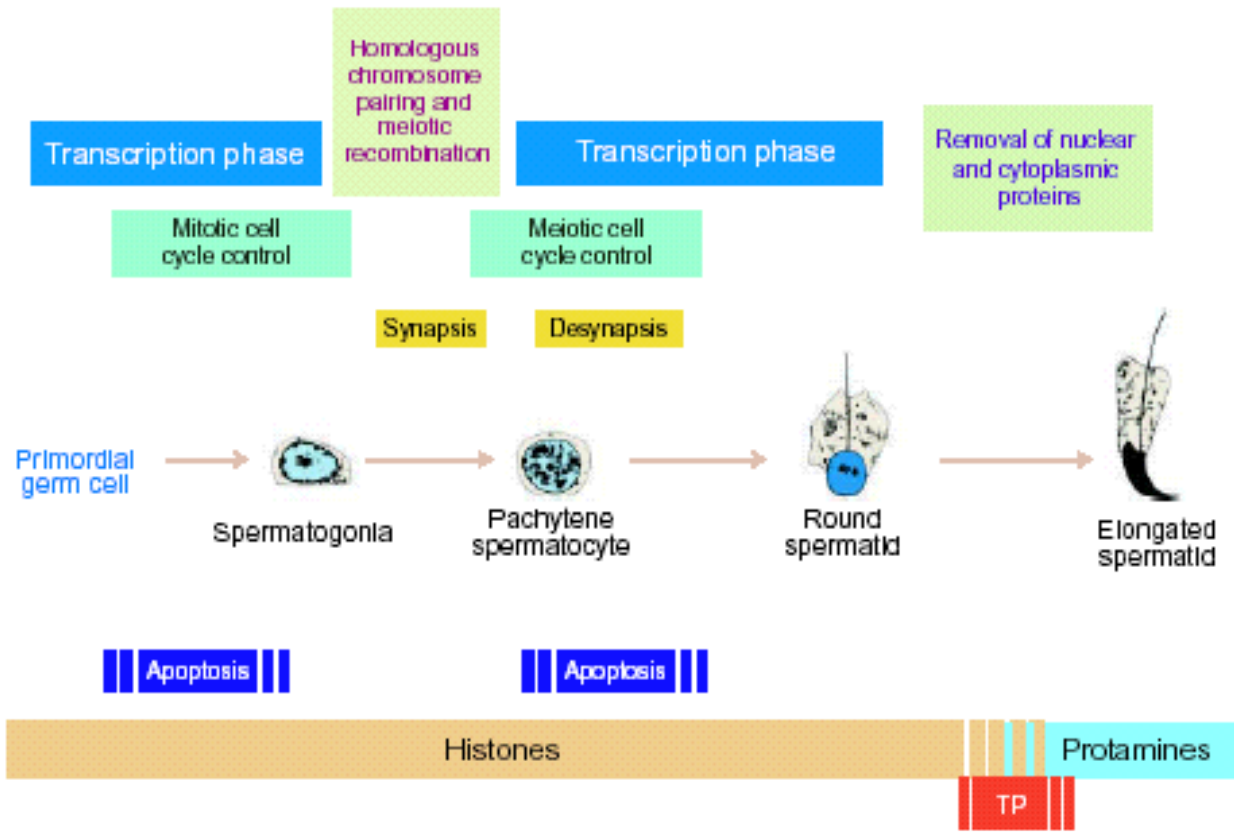 Homologous
chromosome
pairing and
meiotic
recombination
Transcription phase
Transcription phase
Removal of nuclear
and cytoplasmic
proteins
Mitotic cell
cycle control
Meiotic cell
cycle control
Synapsis
Desynapsis
Primordial
germ cell
Spermatogonia
Pachytene
spermatocyte
Round
spermatid
Elongated
spermatid
Apoptosis
Apoptosis
Histones
Protamines
TP